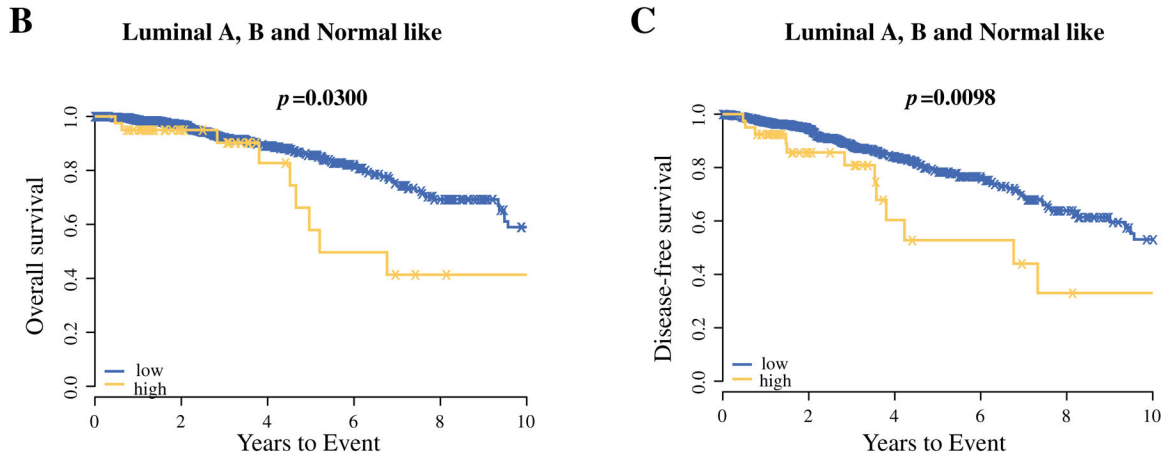 B
Luminal A, B and Normal like
p=0.0300
Overall survival
1.0
0.8
0.6
0.4
0.2
0.0
low
high
0 2 4 6 8 10
Years to Event
C
Luminal A, B and Normal like
p=0.0098
Disease-free survival
1.0
0.8
0.6
0.4
0.2
0.0
low
high
0 2 4 6 8 10
Years to Event